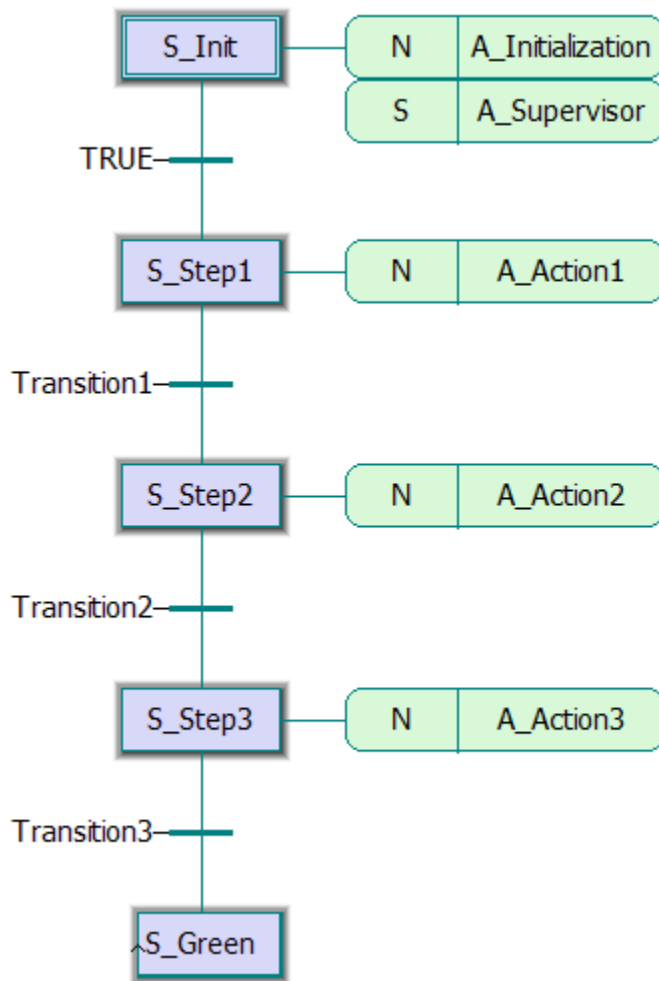 S_Init N A_Initialization
S A_Supervisor
TRUE
S_Step1 N A_Action1
Transition1
S_Step2 N A_Action2
Transition2
S_Step3 N A_Action3
Transition3
S_Green